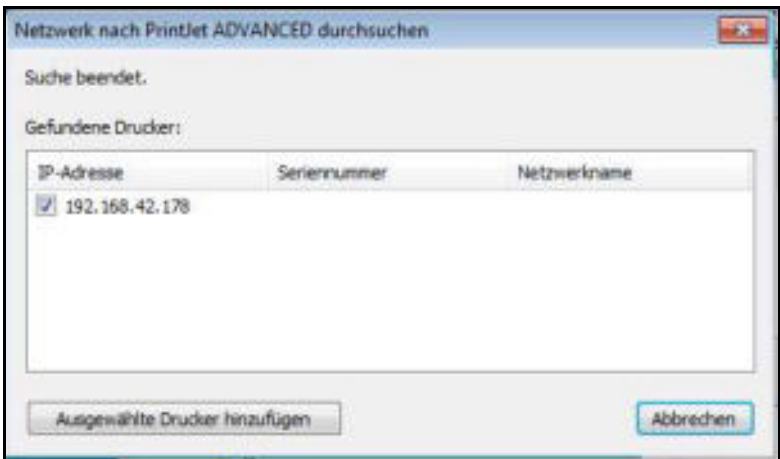 Netzwerk nach PrintJet ADVANCED durchsuchen
Suche beendet.
Gefundene Drucker:
IP-Adresse Seriennummer Netzwerkname
192.168.42.178
Ausgewählte Drucker hinzufügen Abbrechen